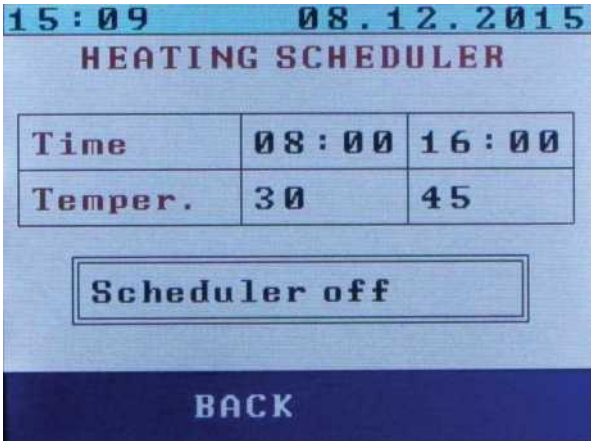 15:09 08.12.2015
HEATING SCHEDULER
Time 08:00 16:00
Temper. 30 45
Scheduler off
BACK